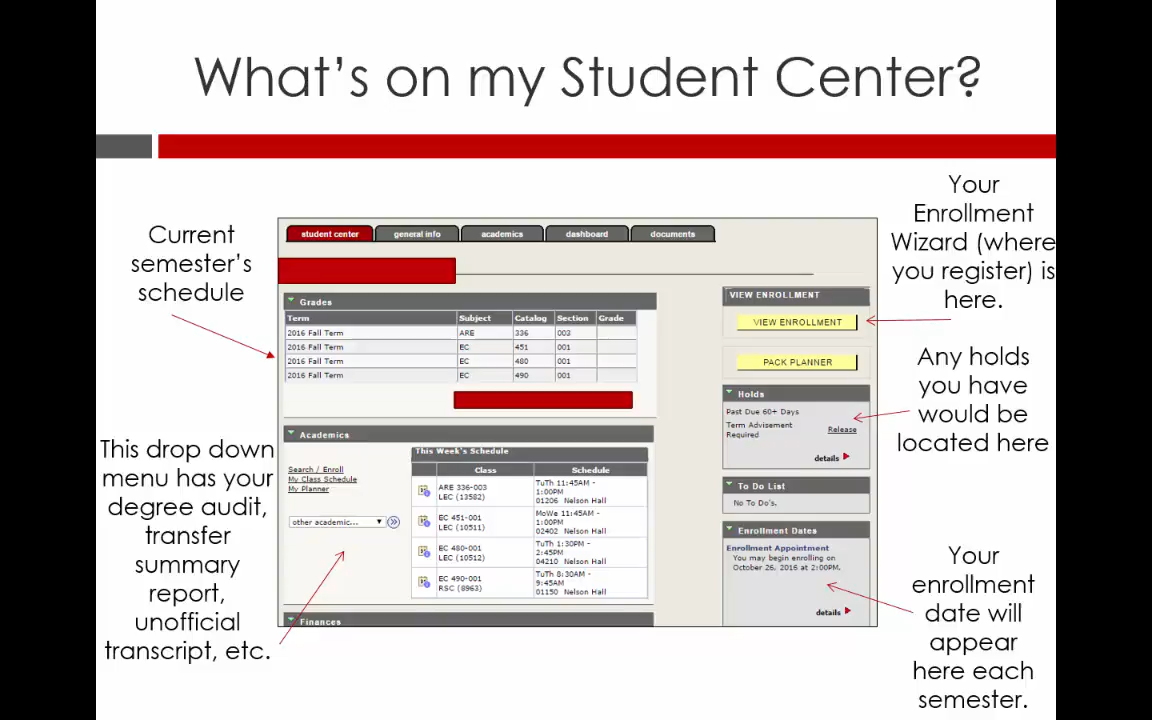 What's on my Student Center?
Current
semester's
schedule
This drop down
menu has your
degree audit,
transfer
summary
report,
unofficial
transcript, etc.
student center
general info
academics
dashboard
documents
Grades
Term Subject Catalog Section Grade
2016 Fall Term ARE 336 003
2016 Fall Term EC 451 001
2016 Fall Term EC 480 001
2016 Fall Term EC 490 001
Academics
Search / Enroll
My Class Schedule
My Planner
other academic...
This Week's Schedule
Class Schedule
ARE 336-003
LEC (13582)
TuTh 11:45AM -
1:00PM
01206 Nelson Hall
EC 451-001
LEC (10511)
MoWe 11:45AM -
1:00PM
02402 Nelson Hall
EC 480-001
LEC (10512)
TuTh 1:30PM -
2:45PM
04210 Nelson Hall
EC 490-001
RSC (8963)
TuTh 8:30AM -
9:45AM
01150 Nelson Hall
Finances
VIEW ENROLLMENT
VIEW ENROLLMENT
PACK PLANNER
Holds
Past Due 60+ Days
Term Advisement
Required
Release
details
To Do List
No To Do's.
Enrollment Dates
Enrollment Appointment
You may begin enrolling on
October 26, 2016 at 2:00PM.
details
Your
Enrollment
Wizard (where
you register) is
here.
Any holds
you have
would be
located here
Your
enrollment
date will
appear
here each
semester.